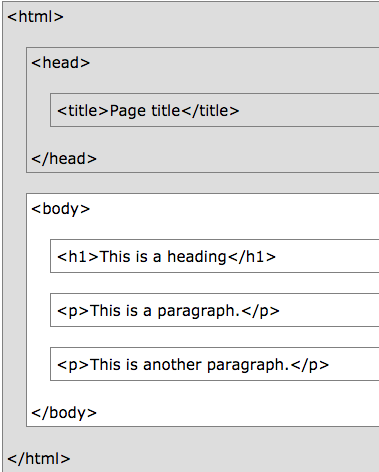 <html>
<head>
<title>Page title</title>
</head>
<body>
<h1>This is a heading</h1>
<p>This is a paragraph.</p>
<p>This is another paragraph.</p>
</body>
</html>